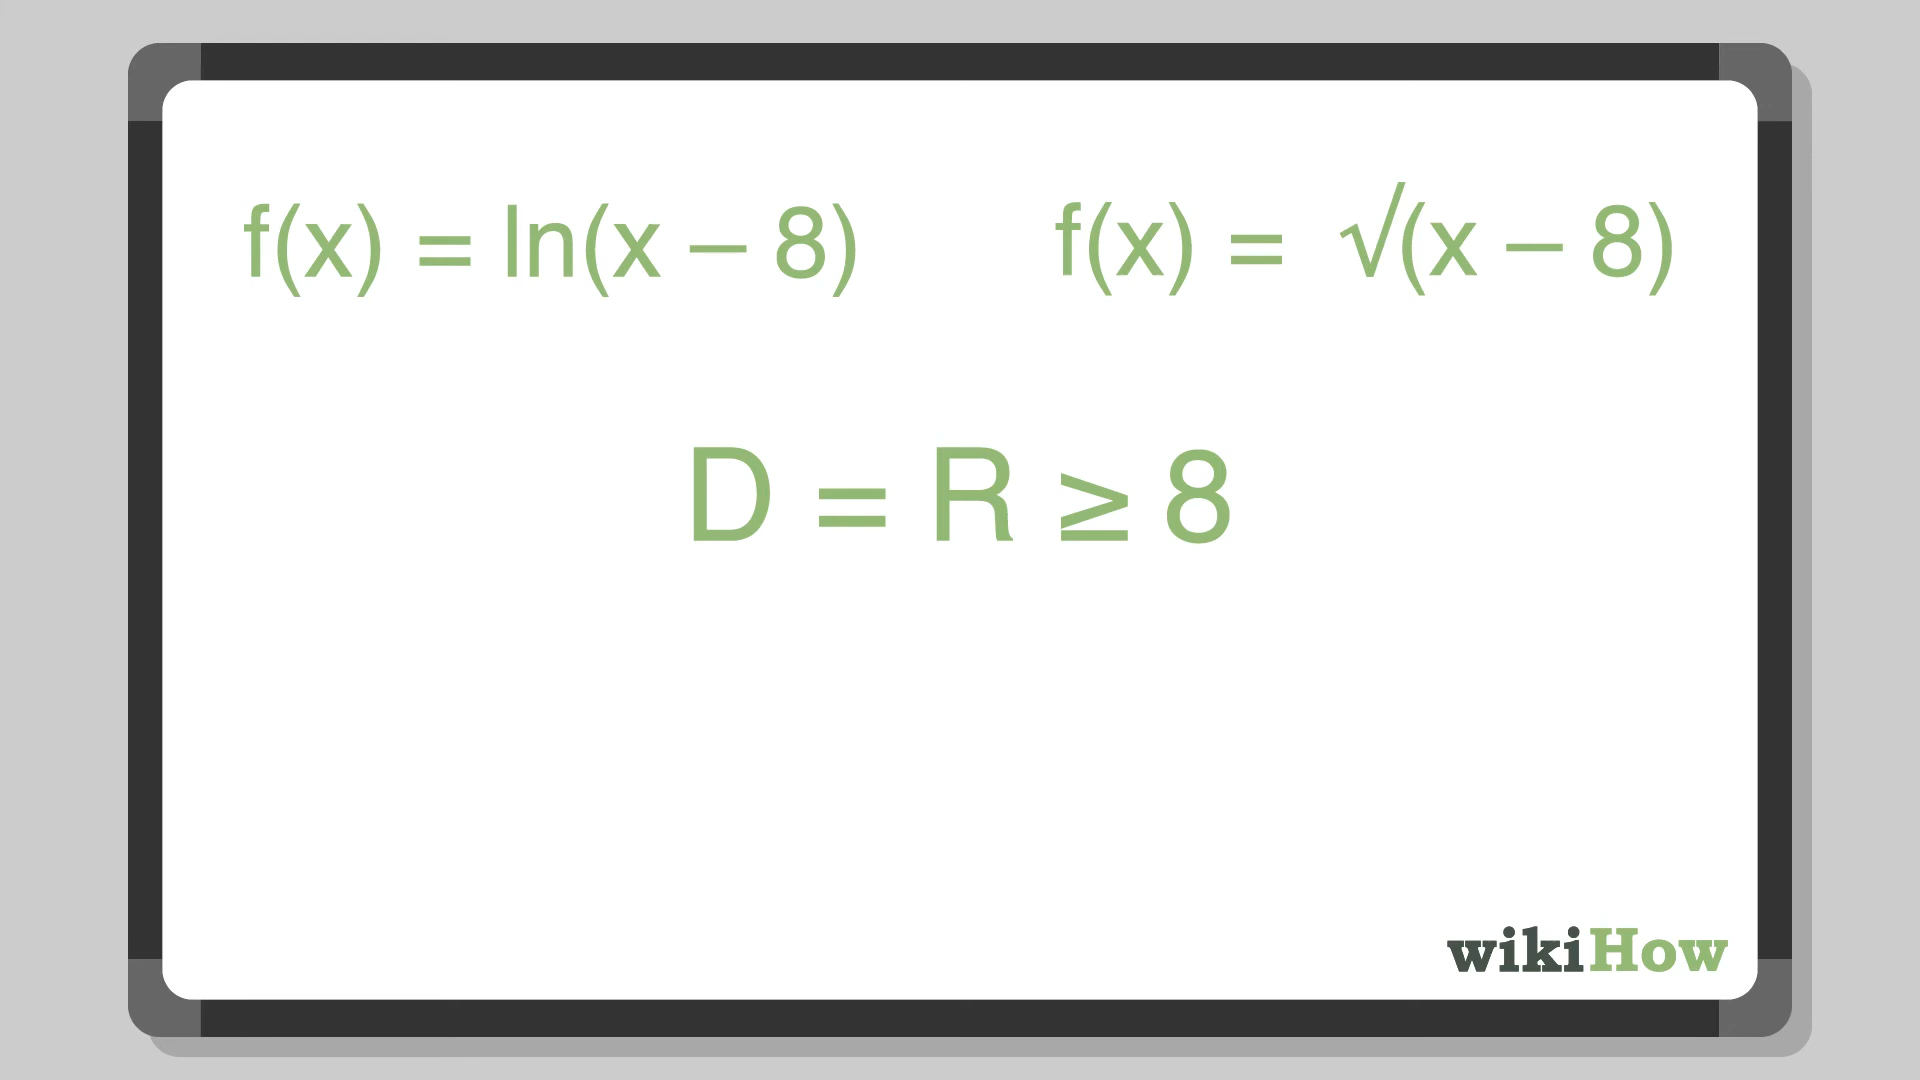 f(x) = ln(x – 8) f(x) = √(x – 8)
D = R ≥ 8
wikiHow